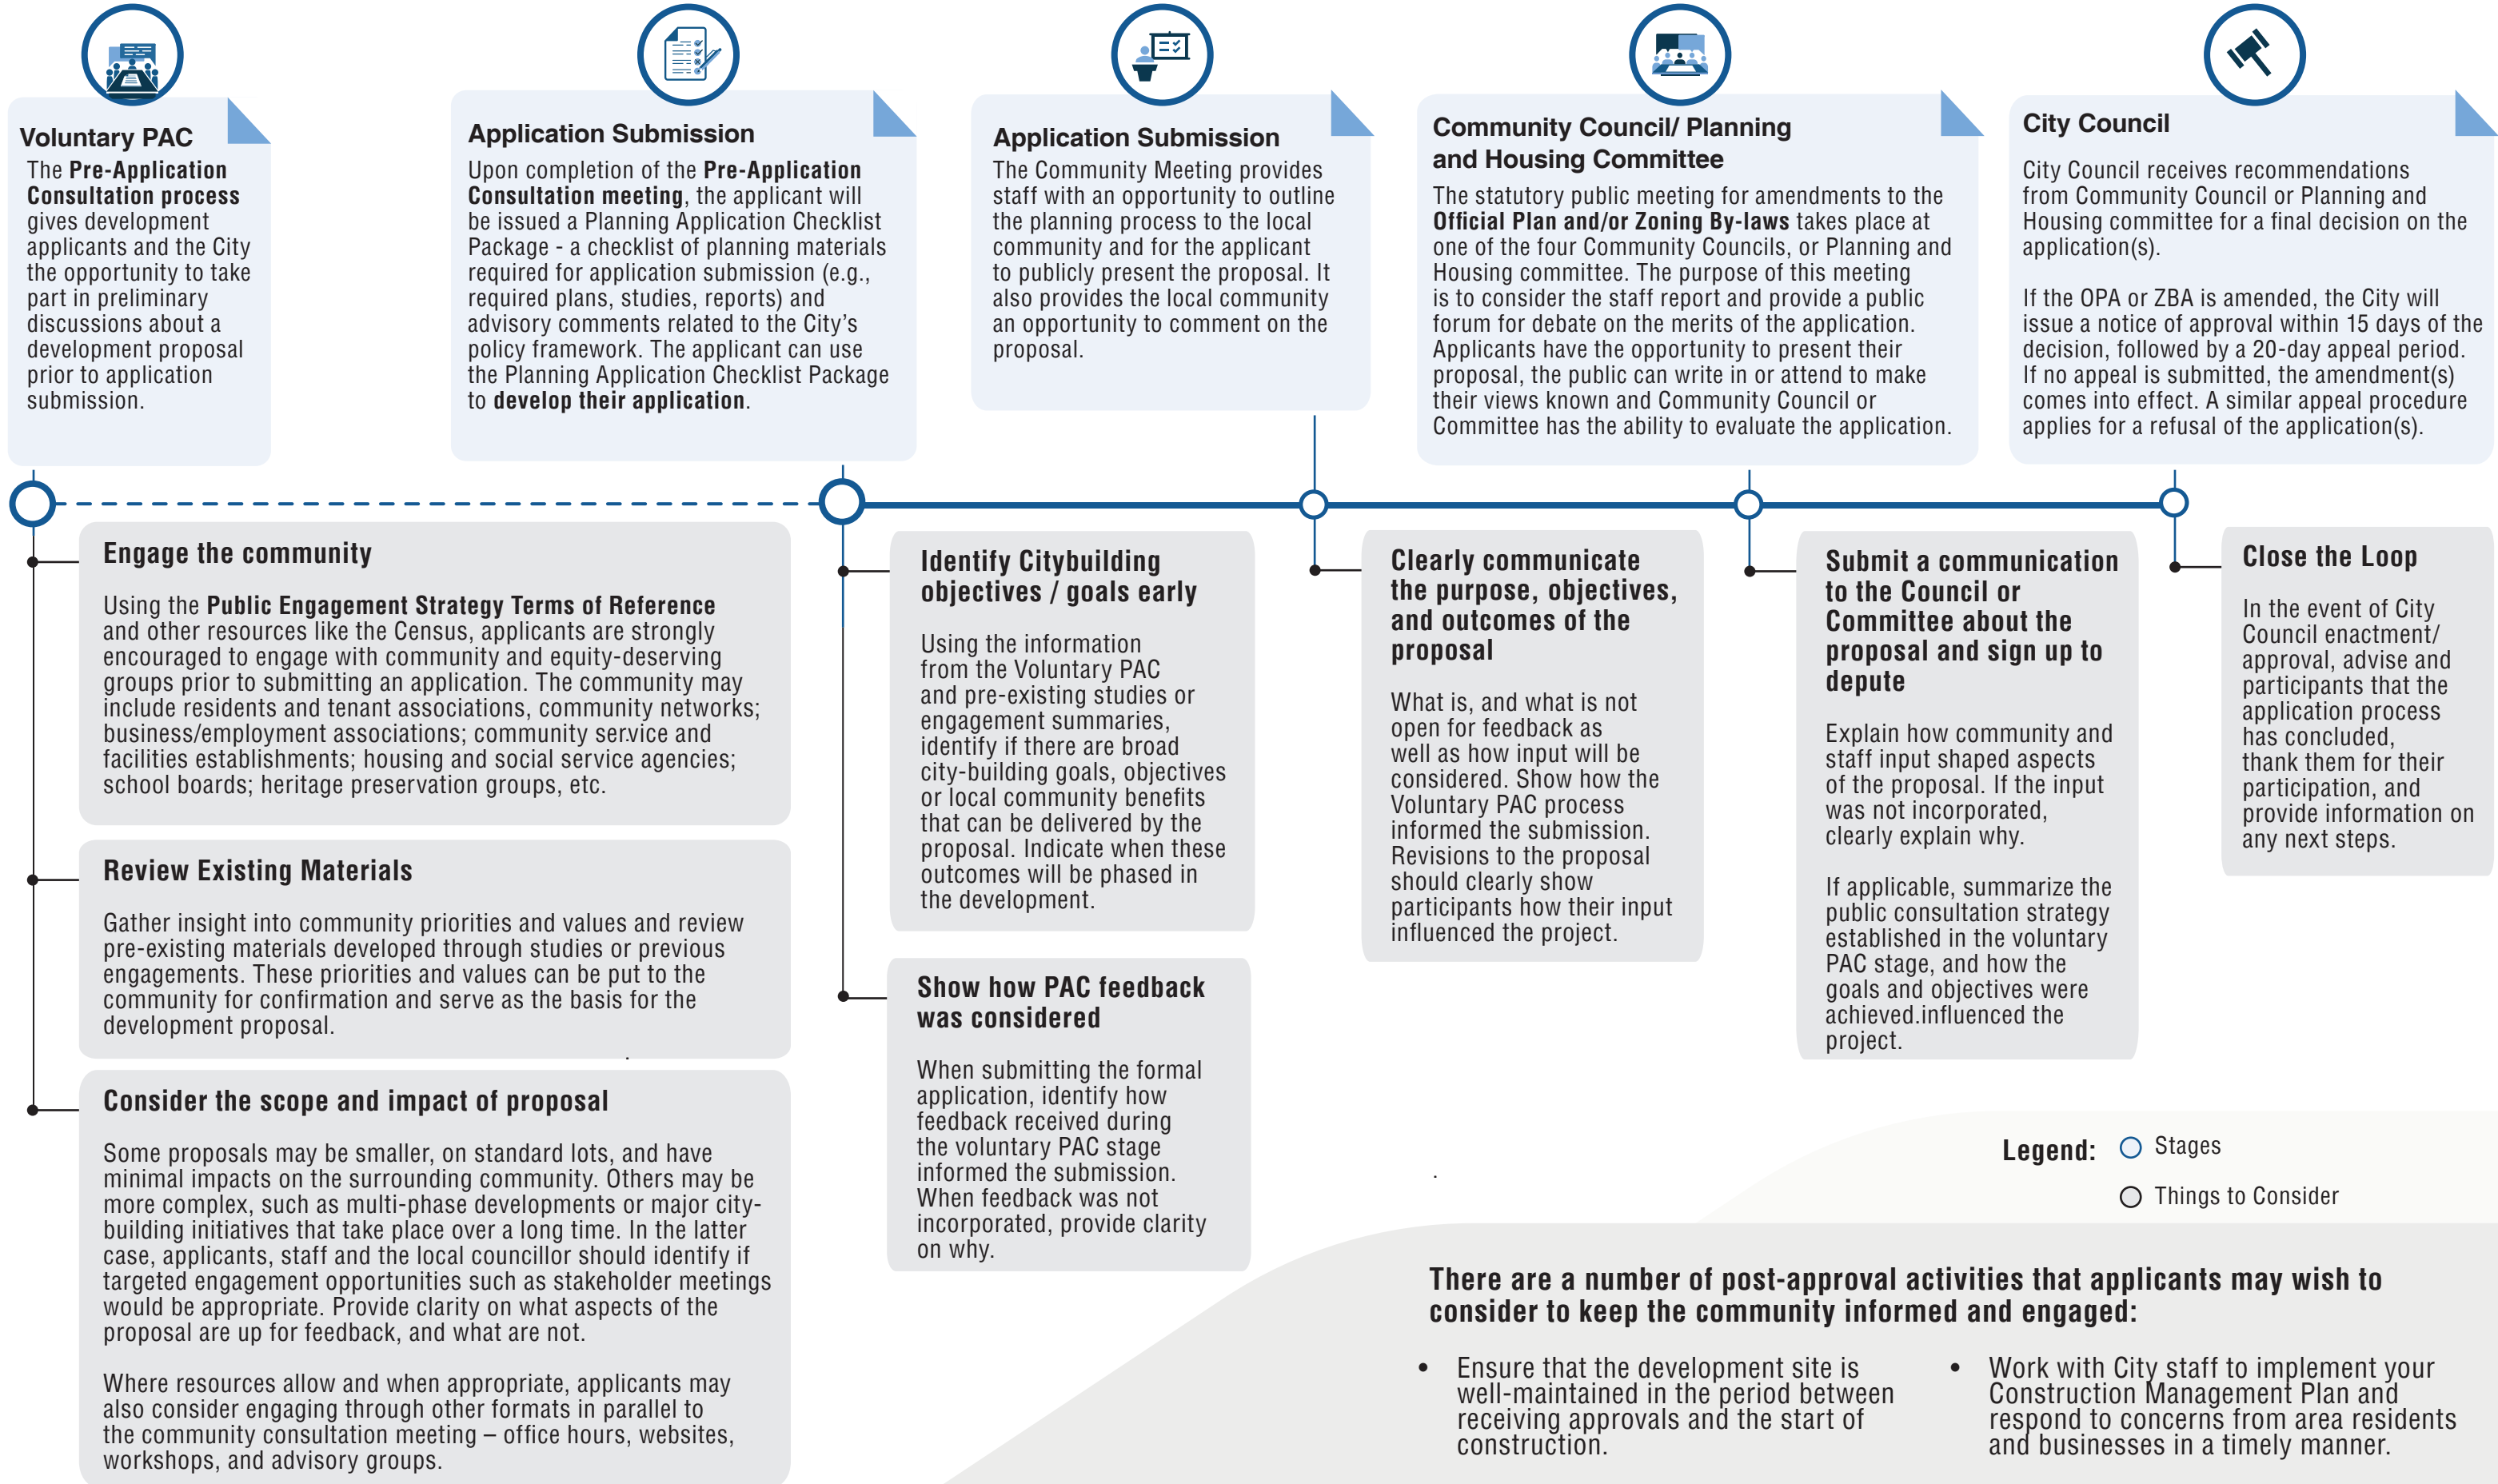 Voluntary PAC
The Pre-Application
Consultation process
gives development
applicants and the City
the opportunity to take
part in preliminary
discussions about a
development proposal
prior to application
submission.
Application Submission
Upon completion of the Pre-Application
Consultation meeting, the applicant will
be issued a Planning Application Checklist
Package - a checklist of planning materials
required for application submission (e.g.,
required plans, studies, reports) and
advisory comments related to the City's
policy framework. The applicant can use
the Planning Application Checklist Package
to develop their application.
Application Submission
The Community Meeting provides
staff with an opportunity to outline
the planning process to the local
community and for the applicant
to publicly present the proposal. It
also provides the local community
an opportunity to comment on the
proposal.
Community Council/ Planning
and Housing Committee
The statutory public meeting for amendments to the
Official Plan and/or Zoning By-laws takes place at
one of the four Community Councils, or Planning and
Housing committee. The purpose of this meeting
is to consider the staff report and provide a public
forum for debate on the merits of the application.
Applicants have the opportunity to present their
proposal, the public can write in or attend to make
their views known and Community Council or
Committee has the ability to evaluate the application.
City Council
City Council receives recommendations
from Community Council or Planning and
Housing committee for a final decision on the
application(s).
If the OPA or ZBA is amended, the City will
issue a notice of approval within 15 days of the
decision, followed by a 20-day appeal period.
If no appeal is submitted, the amendment(s)
comes into effect. A similar appeal procedure
applies for a refusal of the application(s).
Engage the community
Using the Public Engagement Strategy Terms of Reference
and other resources like the Census, applicants are strongly
encouraged to engage with community and equity-deserving
groups prior to submitting an application. The community may
include residents and tenant associations, community networks;
business/employment associations; community service and
facilities establishments; housing and social service agencies;
school boards; heritage preservation groups, etc.
Review Existing Materials
Gather insight into community priorities and values and review
pre-existing materials developed through studies or previous
engagements. These priorities and values can be put to the
community for confirmation and serve as the basis for the
development proposal.
Consider the scope and impact of proposal
Some proposals may be smaller, on standard lots, and have
minimal impacts on the surrounding community. Others may be
more complex, such as multi-phase developments or major city-
building initiatives that take place over a long time. In the latter
case, applicants, staff and the local councillor should identify if
targeted engagement opportunities such as stakeholder meetings
would be appropriate. Provide clarity on what aspects of the
proposal are up for feedback, and what are not.
Where resources allow and when appropriate, applicants may
also consider engaging through other formats in parallel to
the community consultation meeting – office hours, websites,
workshops, and advisory groups.
Identify Citybuilding
objectives / goals early
Using the information
from the Voluntary PAC
and pre-existing studies or
engagement summaries,
identify if there are broad
city-building goals, objectives
or local community benefits
that can be delivered by the
proposal. Indicate when these
outcomes will be phased in
the development.
Show how PAC feedback
was considered
When submitting the formal
application, identify how
feedback received during
the voluntary PAC stage
informed the submission.
When feedback was not
incorporated, provide clarity
on why.
Clearly communicate
the purpose, objectives,
and outcomes of the
proposal
What is, and what is not
open for feedback as
well as how input will be
considered. Show how the
Voluntary PAC process
informed the submission.
Revisions to the proposal
should clearly show
participants how their input
influenced the project.
Submit a communication
to the Council or
Committee about the
proposal and sign up to
depute
Explain how community and
staff input shaped aspects
of the proposal. If the input
was not incorporated,
clearly explain why.
If applicable, summarize the
public consultation strategy
established in the voluntary
PAC stage, and how the
goals and objectives were
achieved.influenced the
project.
Close the Loop
In the event of City
Council enactment/
approval, advise and
participants that the
application process
has concluded,
thank them for their
participation, and
provide information on
any next steps.
Legend:
Stages
Things to Consider
There are a number of post-approval activities that applicants may wish to
consider to keep the community informed and engaged:
• Ensure that the development site is
well-maintained in the period between
receiving approvals and the start of
construction.
• Work with City staff to implement your
Construction Management Plan and
respond to concerns from area residents
and businesses in a timely manner.